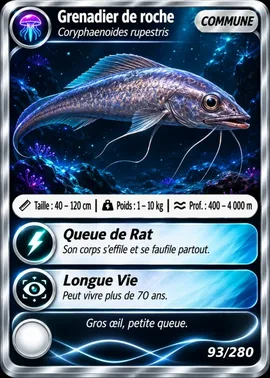 Grenadier de roche
Coryphaenoides rupestris
COMMUNE
Taille : 40 – 120 cm | Poids : 1 – 10 kg | Prof. : 400 – 4 000 m
Queue de Rat
Son corps s'effile et se faufile partout.
Longue Vie
Peut vivre plus de 70 ans.
Gros œil, petite queue.
93/280